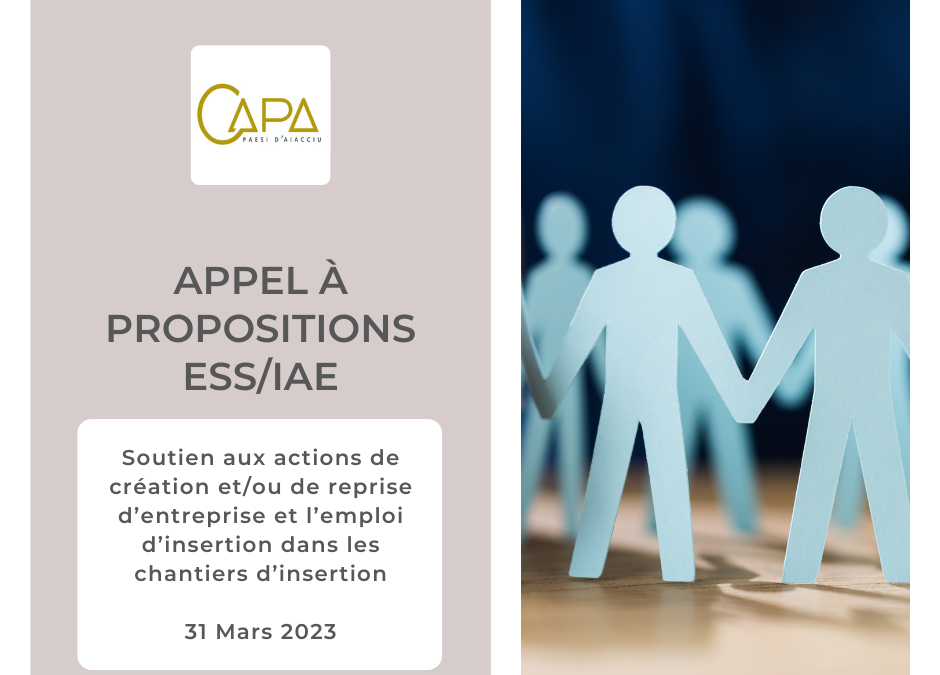 CAPA
PAESI D'AIACCIU
APPEL À
PROPOSITIONS
ESS/IAE
Soutien aux actions de
création et/ou de reprise
d’entreprise et l’emploi
d’insertion dans les
chantiers d’insertion
31 Mars 2023